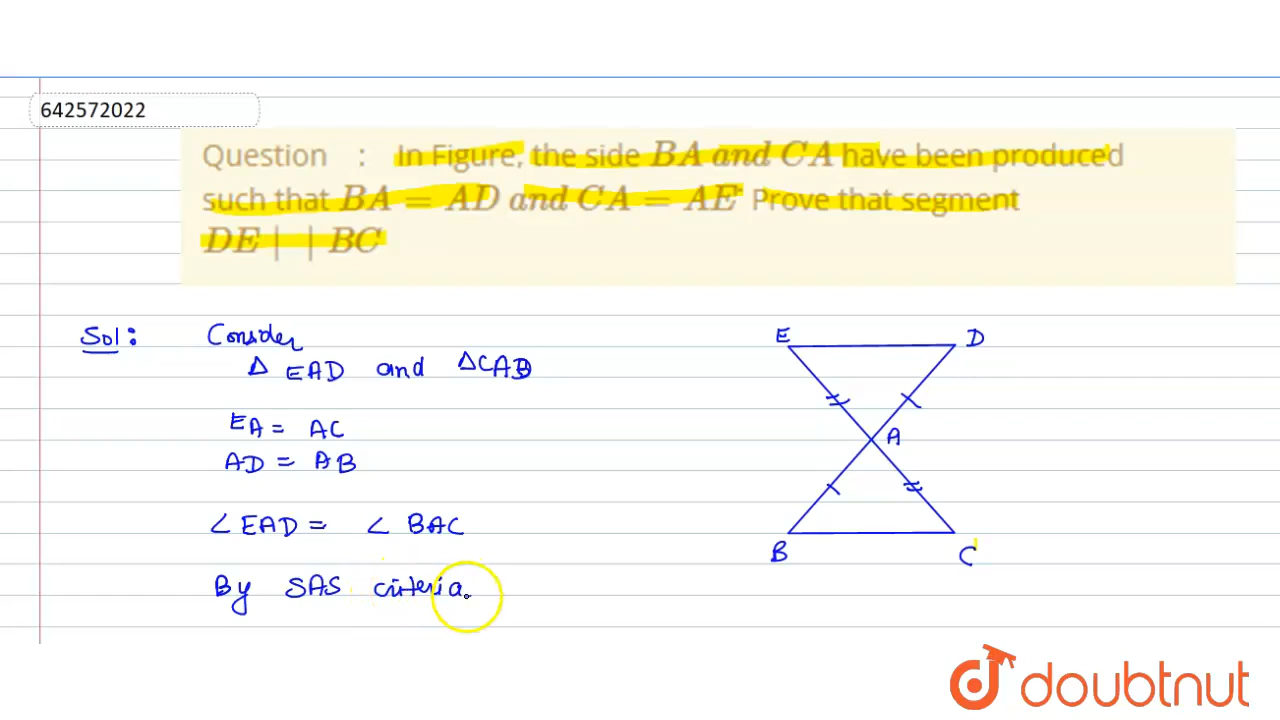 642572022
Question : In Figure, the side BA and CA have been produced
such that BA = AD and CA = AE Prove that segment
DE | | BC
Sol: Consider
Δ EAD and ΔCAB
EA = AC
AD = AB
∠ EAD = ∠ BAC
By SAS criteria.
E D
A
B C
doubtnut